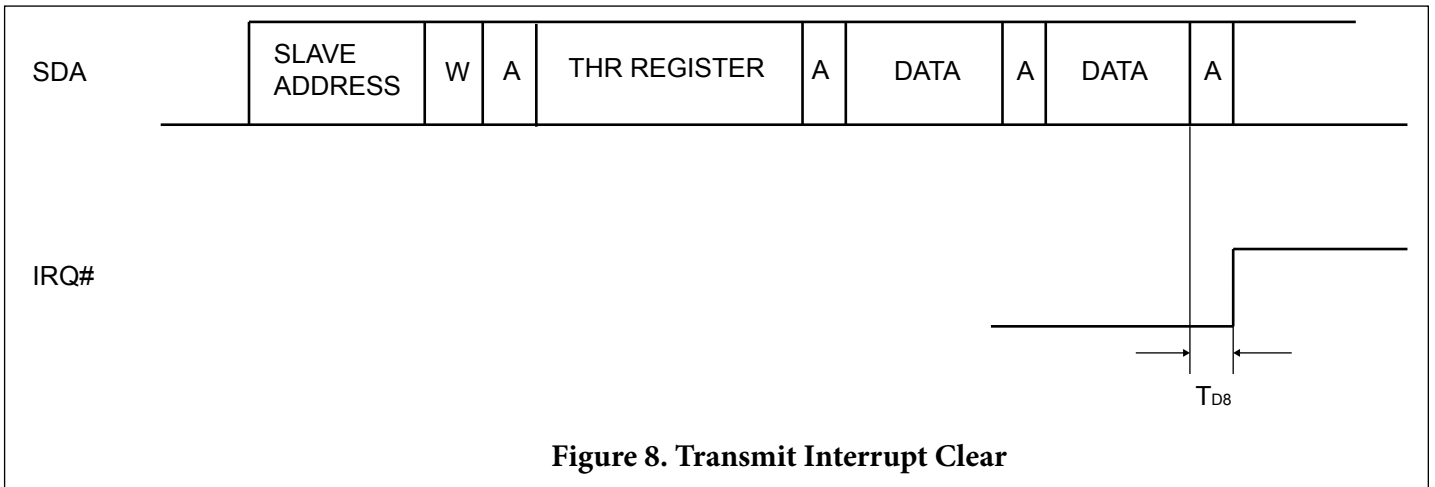 SDA
SLAVE
ADDRESS
W
A
THR REGISTER
A
DATA
A
DATA
A
IRQ#
TD8
Figure 8. Transmit Interrupt Clear